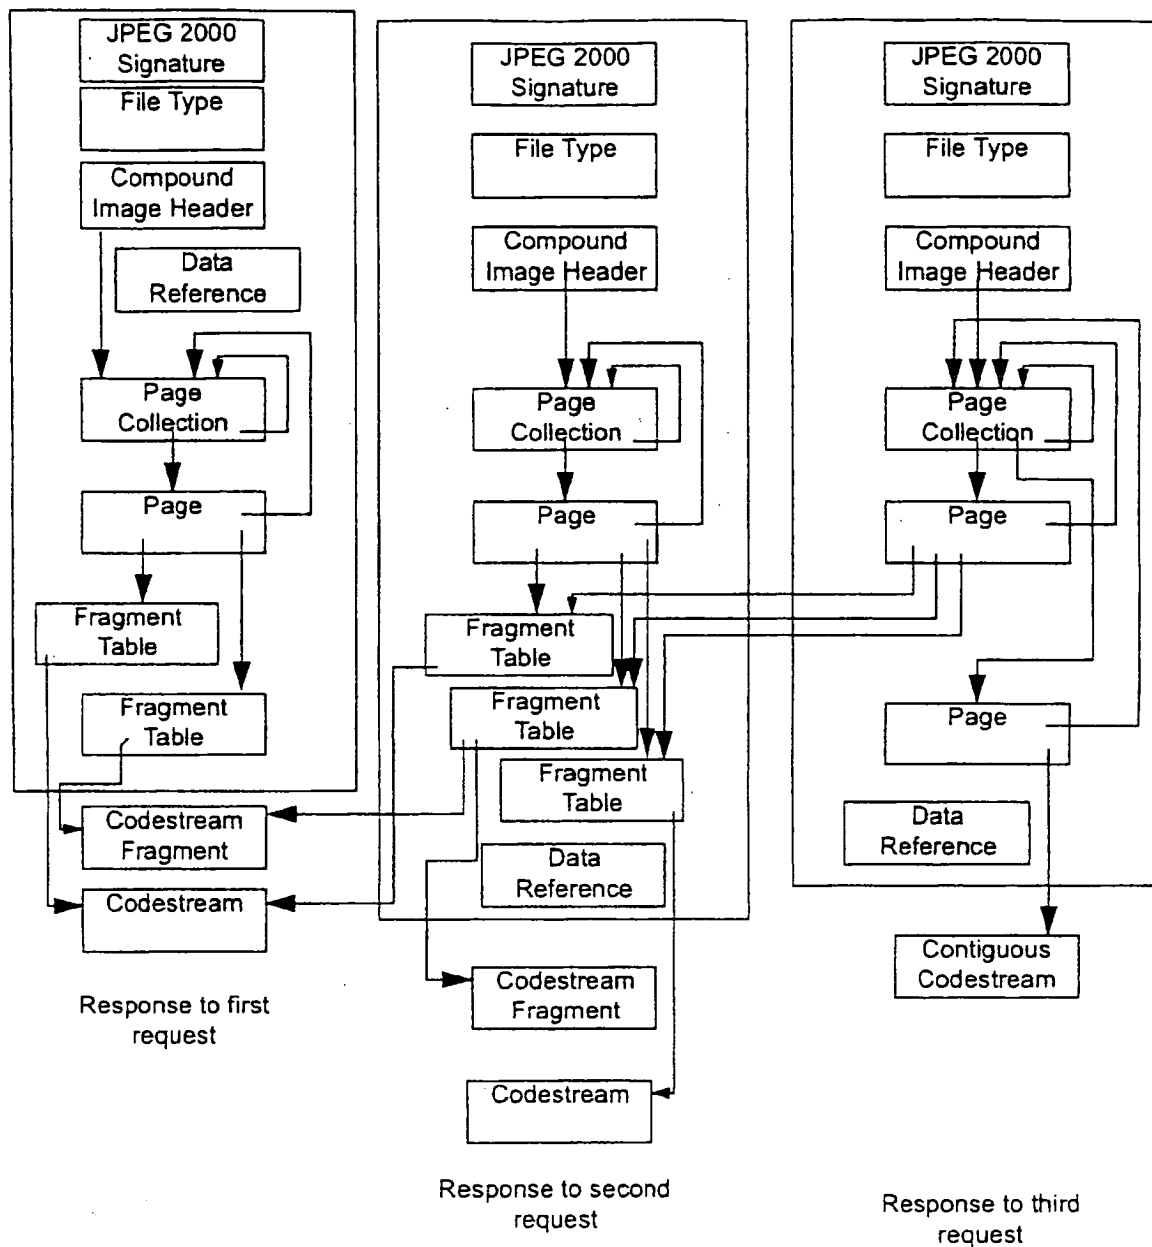 JPEG 2000
Signature
File Type
Compound
Image Header
Data
Reference
Page
Collection
Page
Fragment
Table
Fragment
Table
Codestream
Fragment
Codestream
Response to first
request
JPEG 2000
Signature
File Type
Compound
Image Header
Page
Collection
Page
Fragment
Table
Fragment
Table
Fragment
Table
Data
Reference
Codestream
Fragment
Codestream
Response to second
request
JPEG 2000
Signature
File Type
Compound
Image Header
Page
Collection
Page
Page
Data
Reference
Contiguous
Codestream
Response to third
request